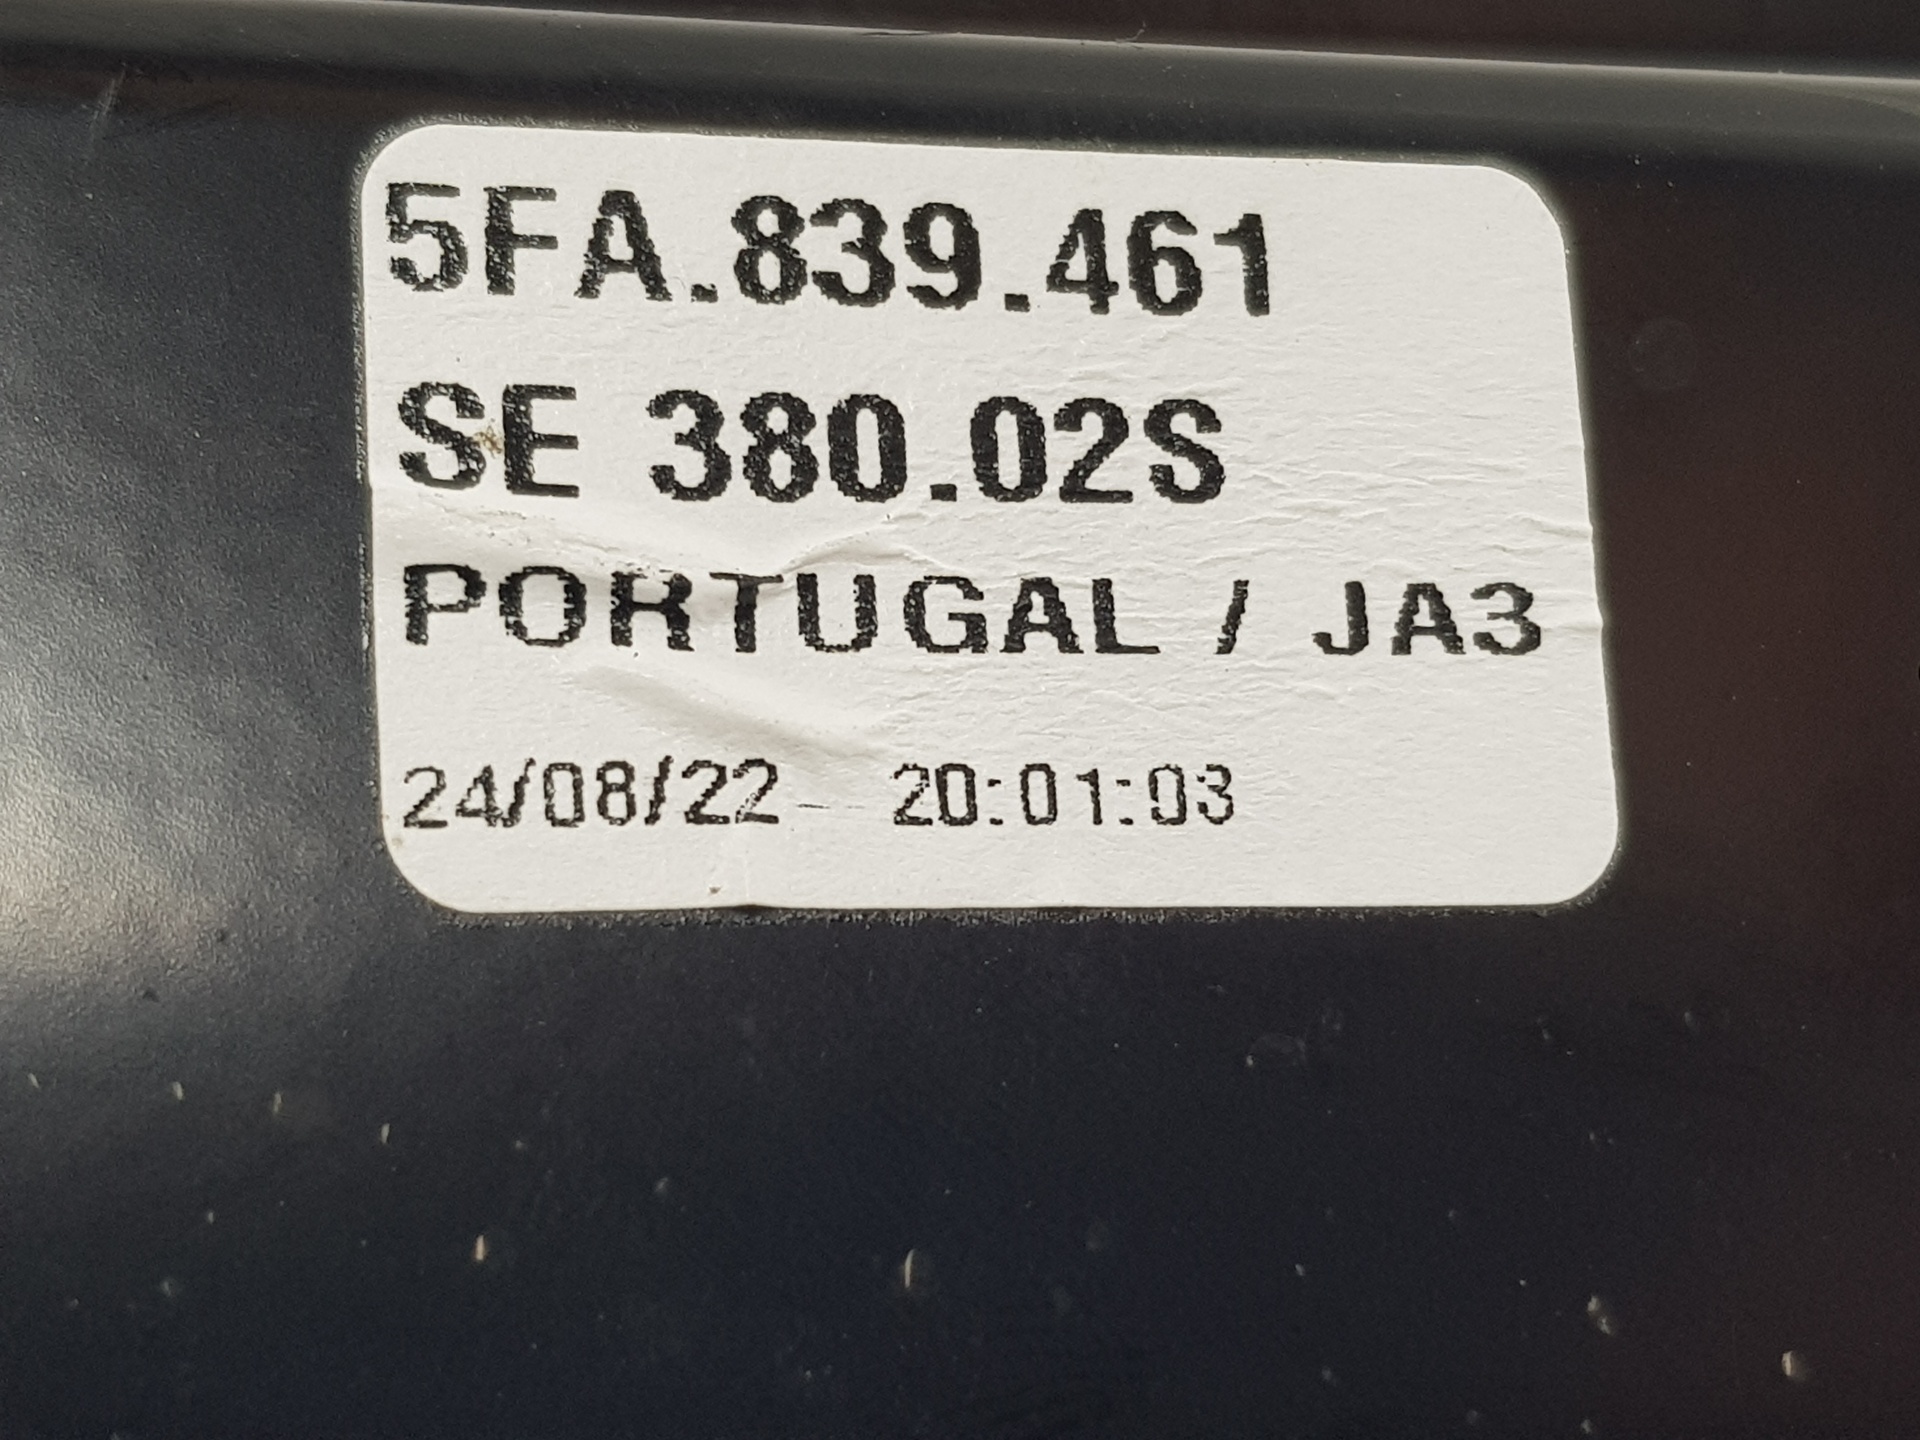 5FA.839.461
SE 380.02S
PORTUGAL / JA3
24/08/22 20:01:03